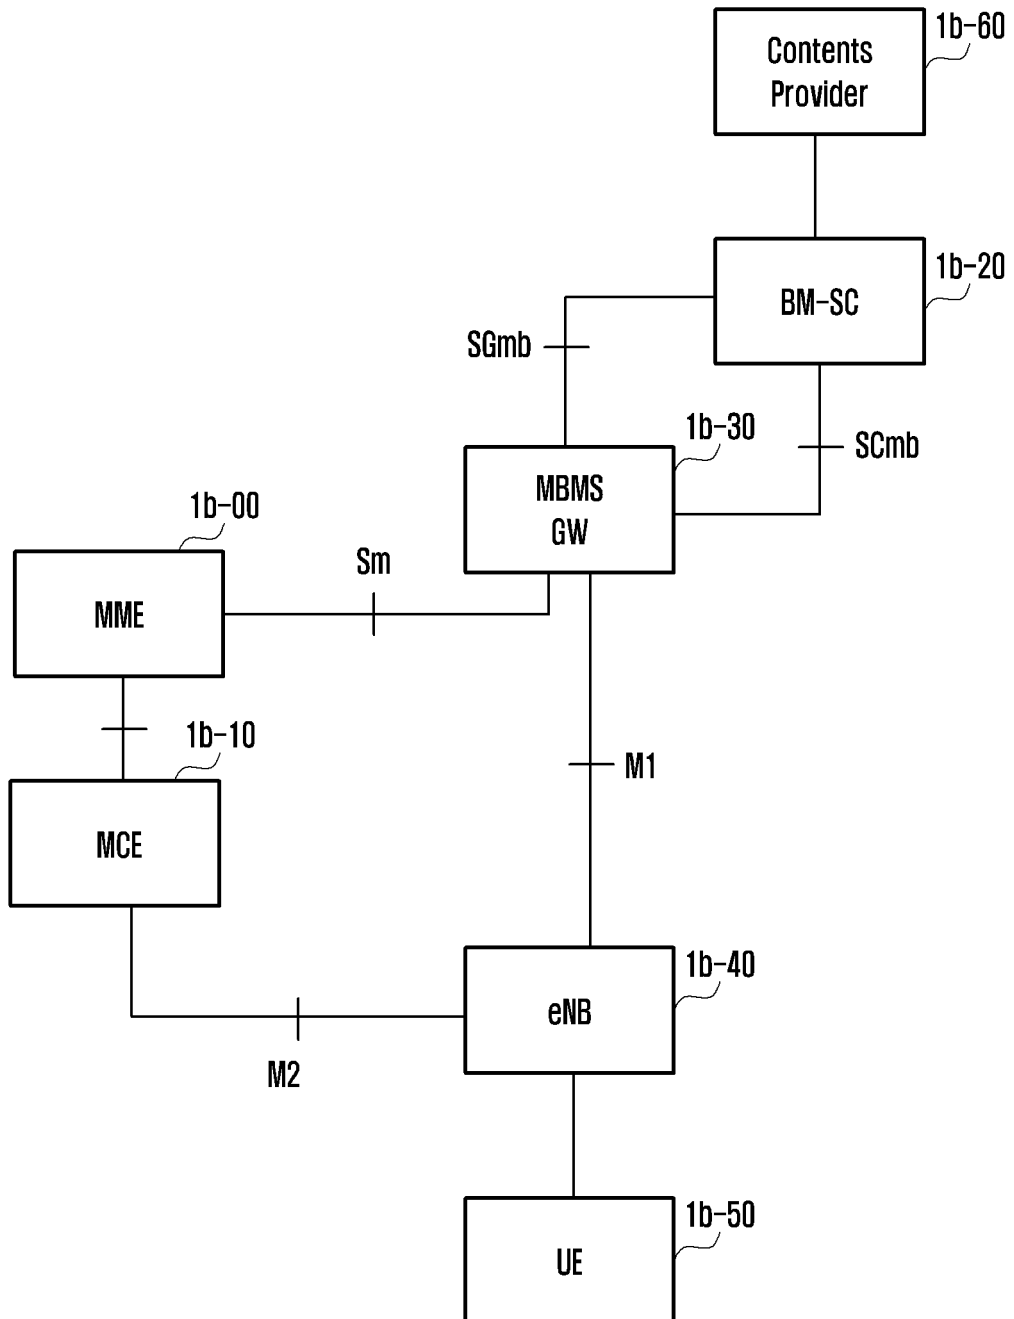 1b-60
Contents
Provider
1b-20
BM-SC
SGmb
1b-30
SCmb
MBMS
GW
1b-00
Sm
MME
1b-10
M1
MCE
1b-40
eNB
M2
1b-50
UE